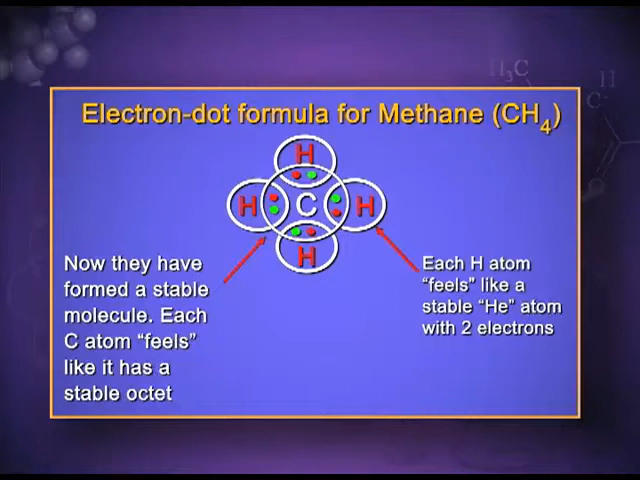 H₃C
H
C
Electron-dot formula for Methane (CH₄)
H
H C H
H
Now they have
formed a stable
molecule. Each
C atom “feels”
like it has a
stable octet
Each H atom
“feels” like a
stable “He” atom
with 2 electrons